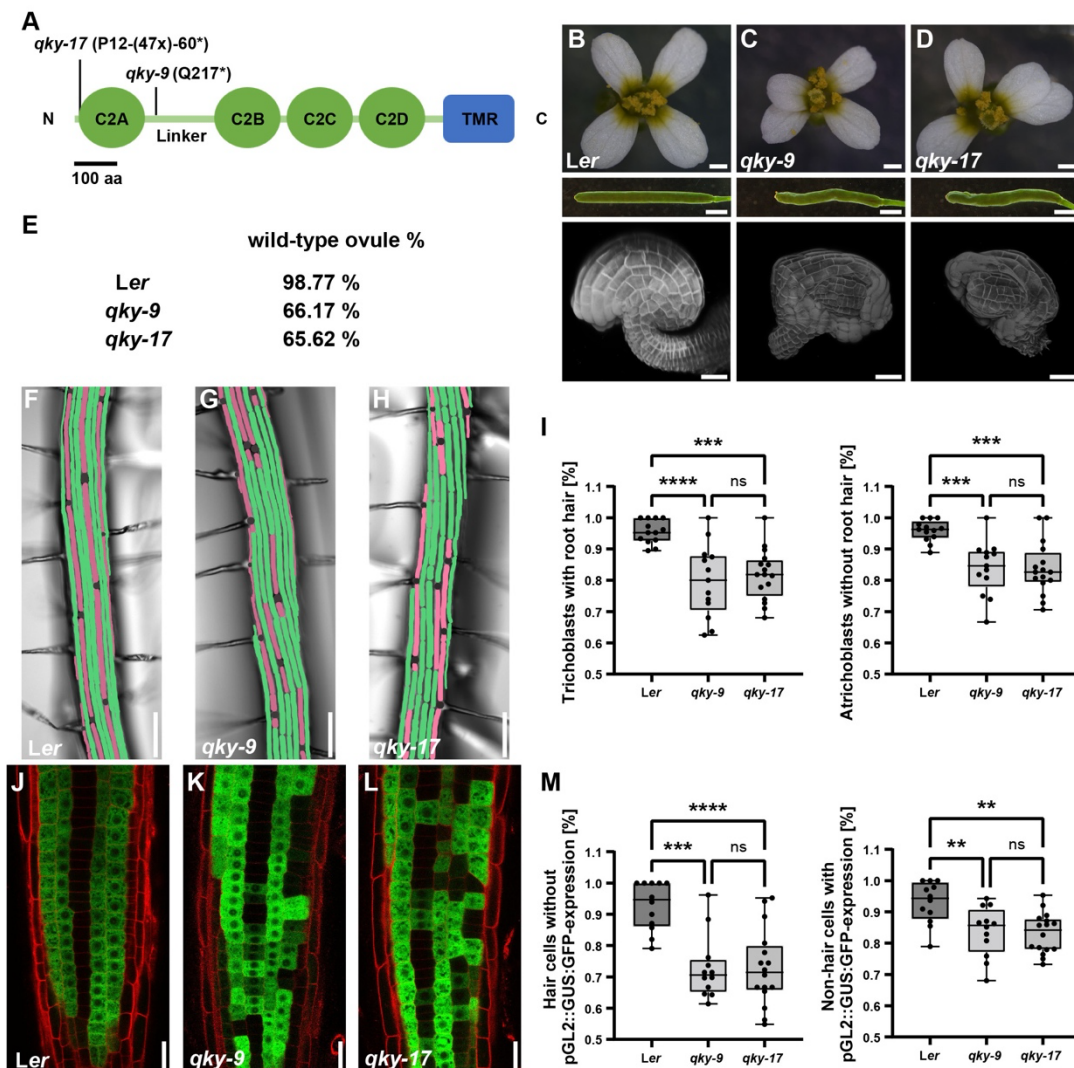 A
qky-17 (P12-(47x)-60*)
qky-9 (Q217*)
N
C2A
C2B
C2C
C2D
TMR
C
Linker
100 aa
B
Ler
C
qky-9
D
qky-17
E
wild-type ovule %
Ler 98.77 %
qky-9 66.17 %
qky-17 65.62 %
F
Ler
G
qky-9
H
qky-17
I
Trichoblasts with root hair [%]
***
****
ns
1.1
1.0
0.9
0.8
0.7
0.6
0.5
Ler qky-9 qky-17
Atrichoblasts without root hair [%]
***
***
ns
1.1
1.0
0.9
0.8
0.7
0.6
0.5
Ler qky-9 qky-17
J
Ler
K
qky-9
L
qky-17
M
Hair cells without
pGL2::GUS:GFP-expression [%]
****
***
ns
1.1
1.0
0.9
0.8
0.7
0.6
0.5
Ler qky-9 qky-17
Non-hair cells with
pGL2::GUS:GFP-expression [%]
**
**
ns
1.1
1.0
0.9
0.8
0.7
0.6
0.5
Ler qky-9 qky-17